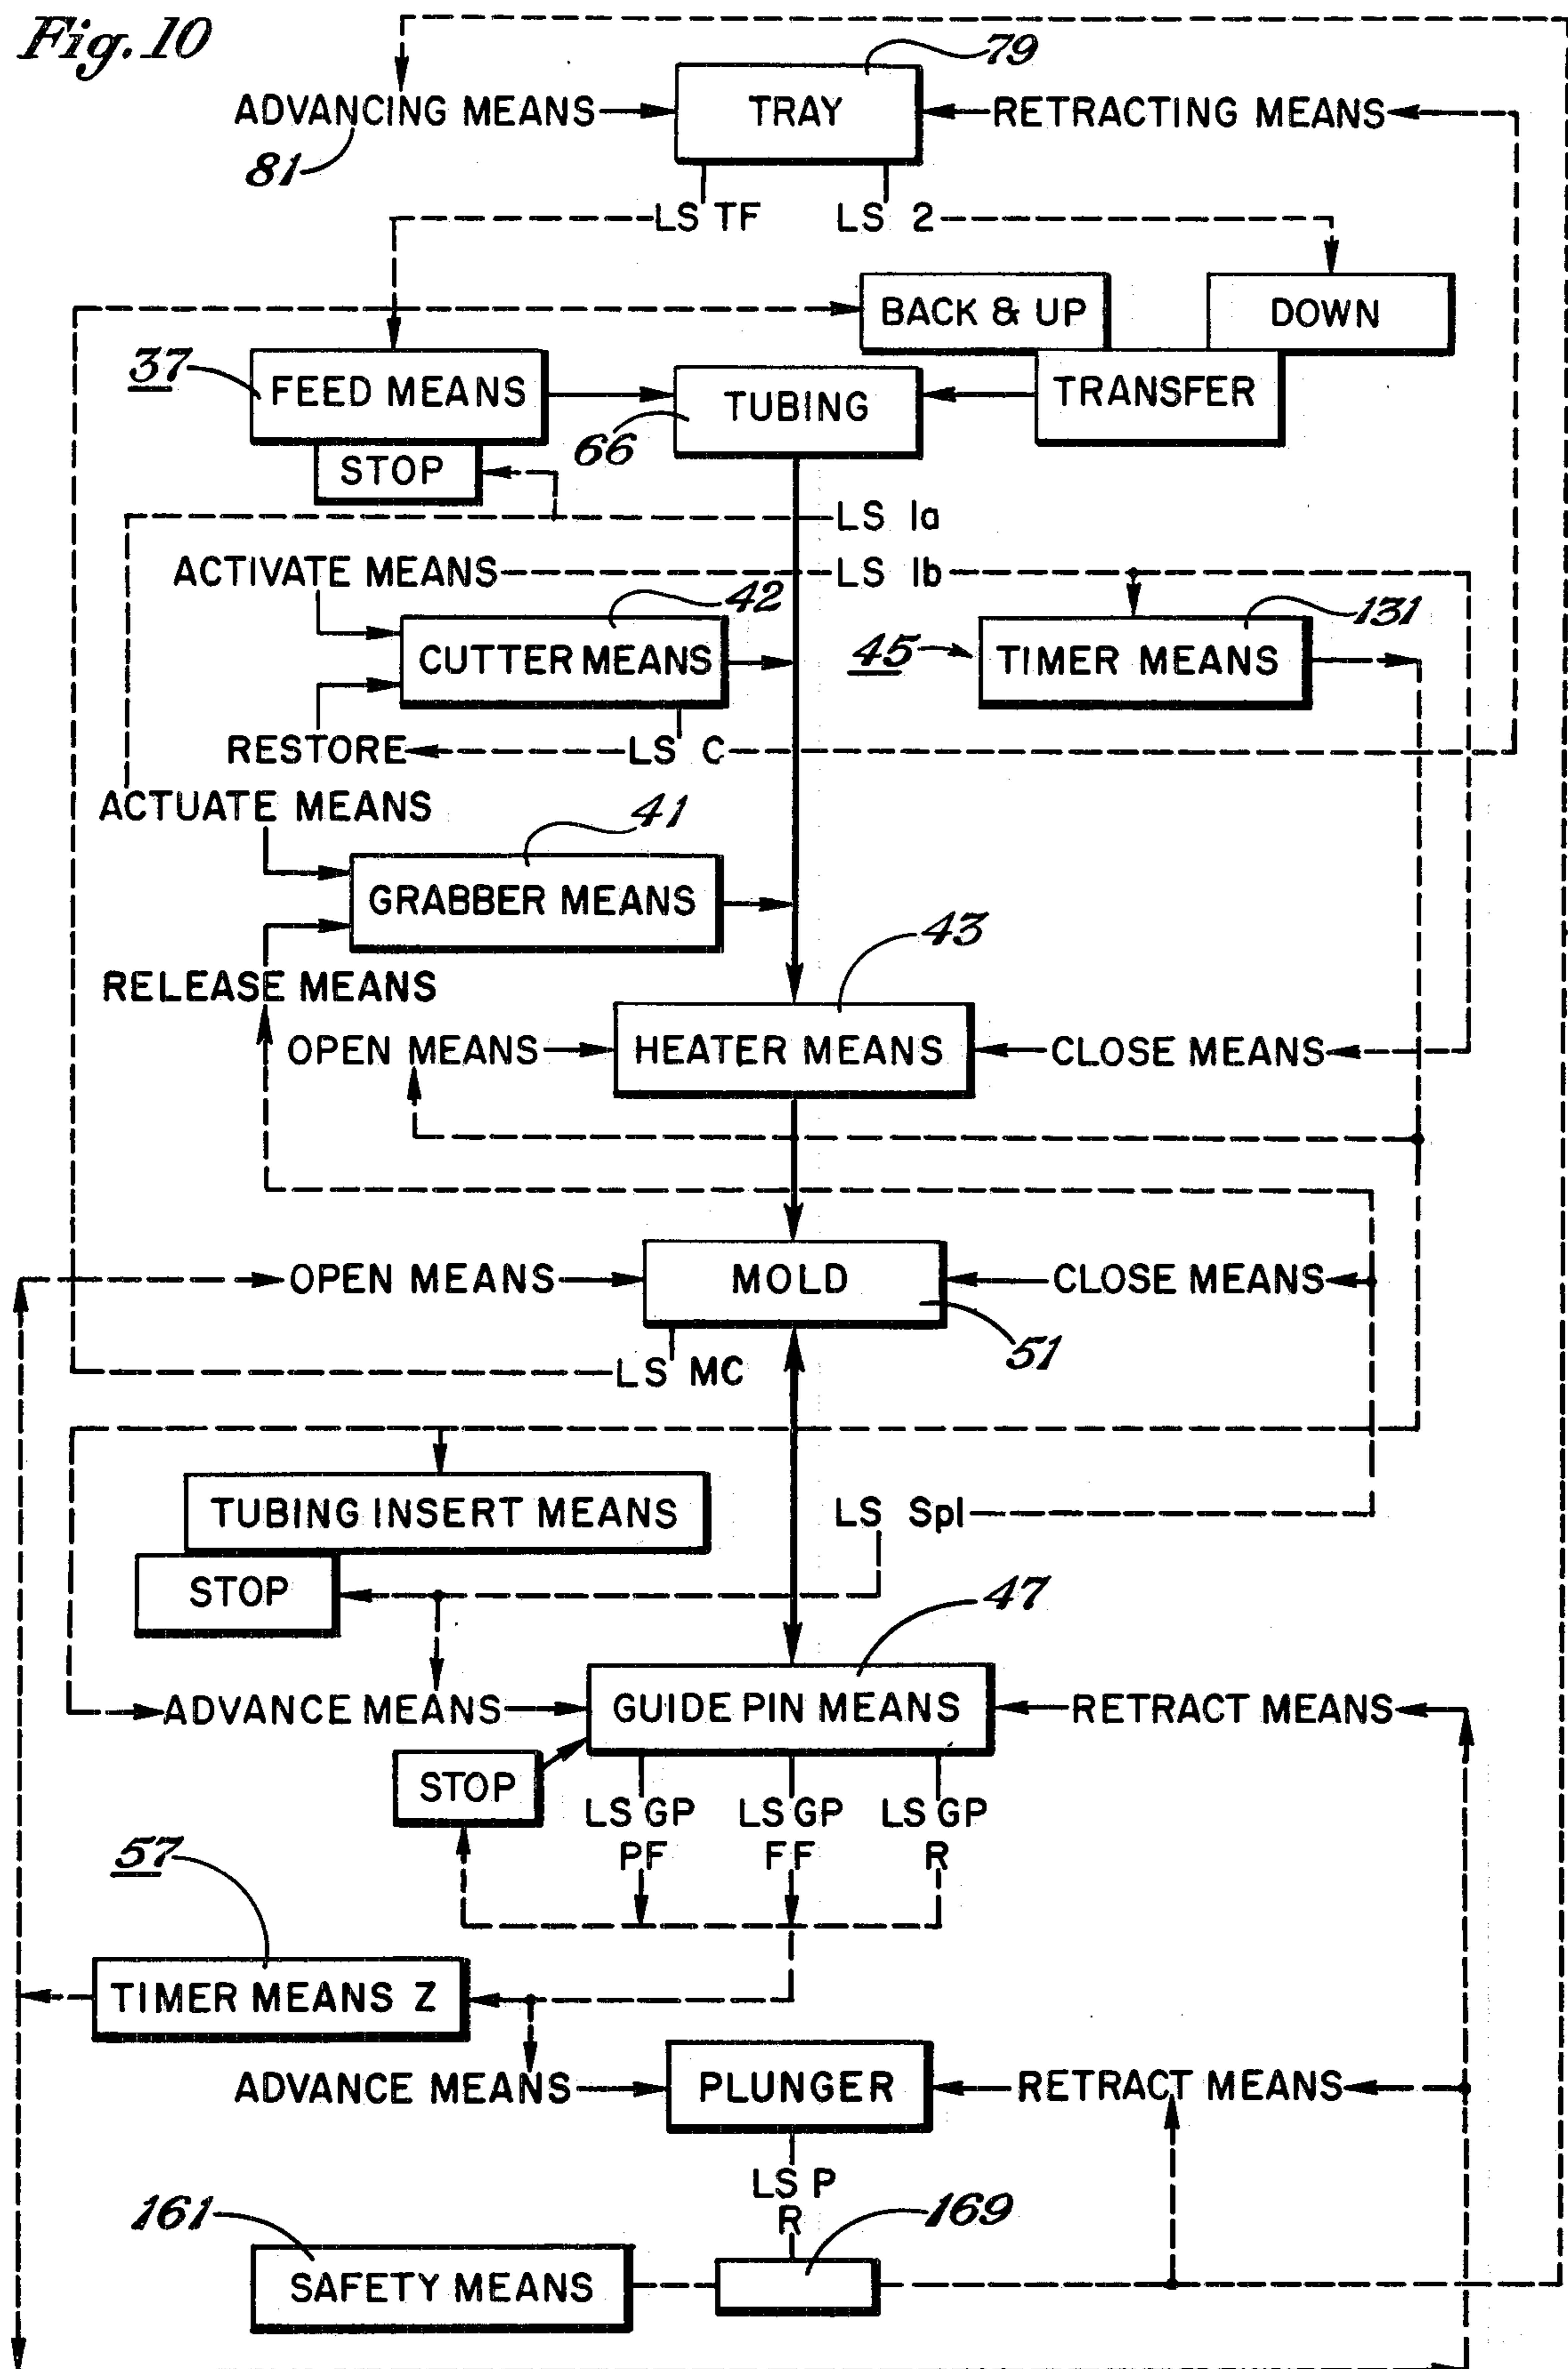 Fig. 10
79
ADVANCING MEANS
TRAY
RETRACTING MEANS
81
LS TF
LS 2
BACK & UP
DOWN
37
FEED MEANS
TUBING
TRANSFER
66
STOP
LS 1a
ACTIVATE MEANS
LS 1b
42
131
CUTTER MEANS
45
TIMER MEANS
RESTORE
LS C
ACTUATE MEANS
41
GRABBER MEANS
43
RELEASE MEANS
OPEN MEANS
HEATER MEANS
CLOSE MEANS
OPEN MEANS
MOLD
CLOSE MEANS
51
LS MC
TUBING INSERT MEANS
LS Spl
STOP
47
ADVANCE MEANS
GUIDE PIN MEANS
RETRACT MEANS
STOP
LS GP
PF
LS GP
FF
LS GP
R
57
TIMER MEANS Z
ADVANCE MEANS
PLUNGER
RETRACT MEANS
LS P
R
161
169
SAFETY MEANS